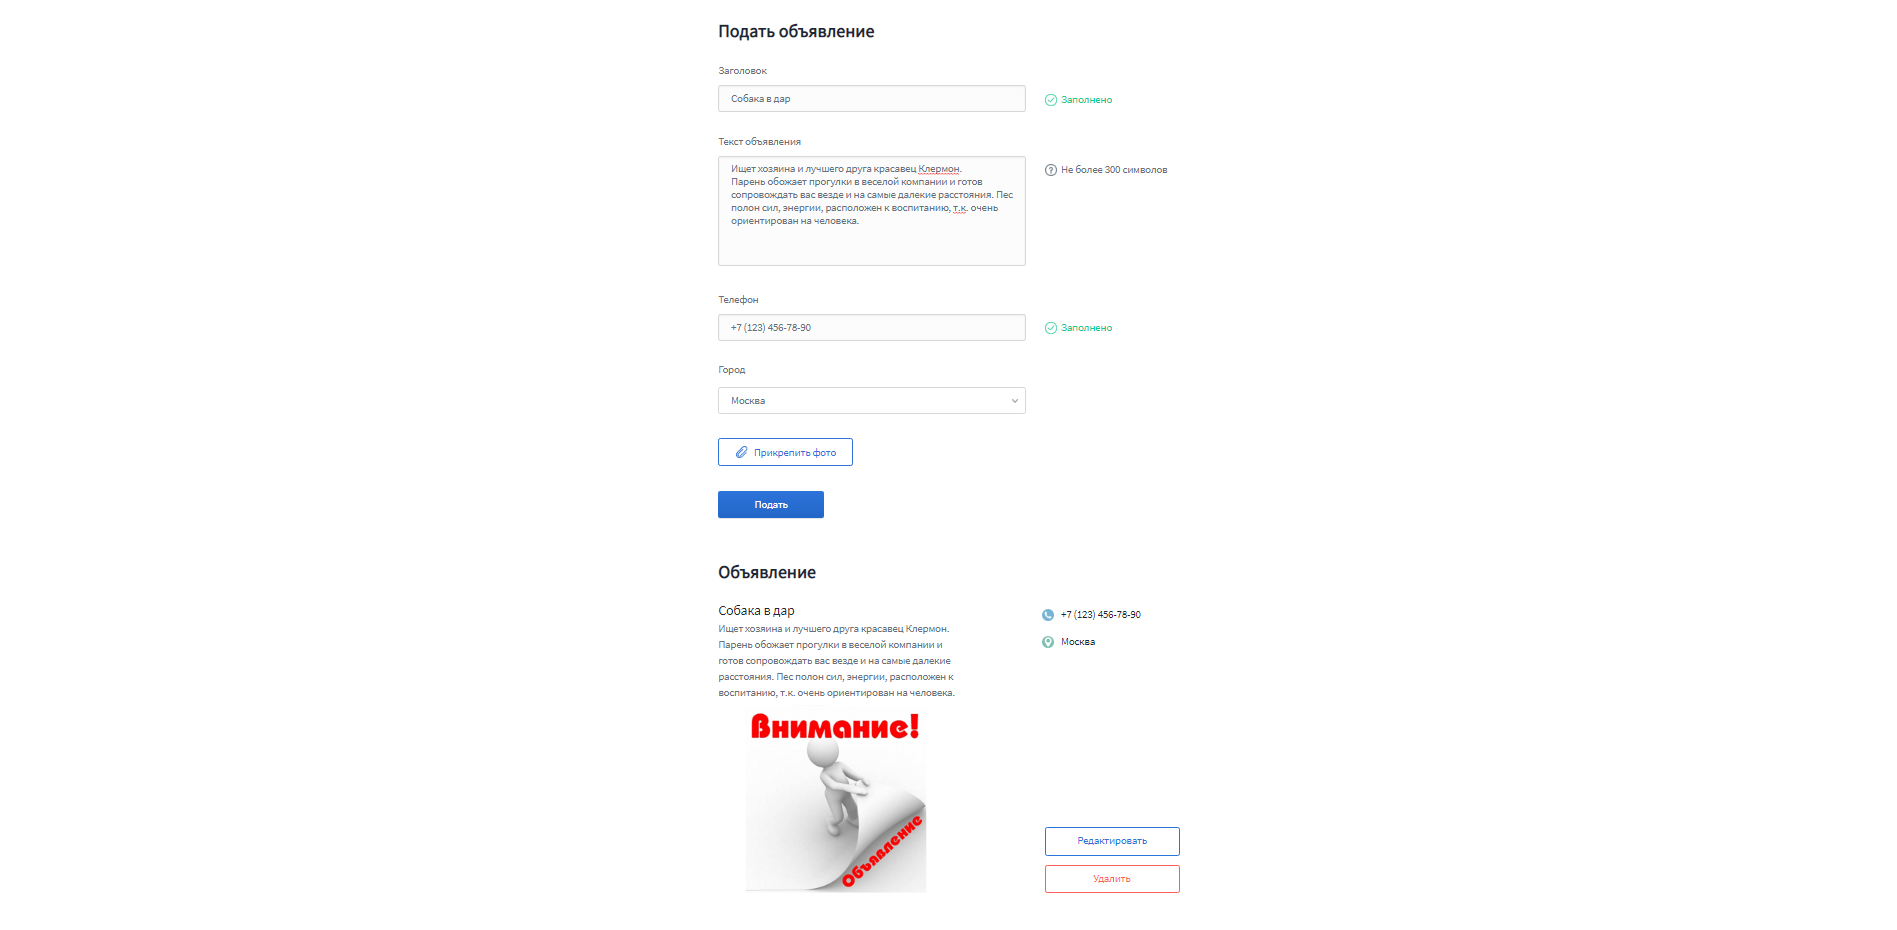 Подать объявление
Заголовок
Собака в дар
Заполнено
Текст объявления
Ищет хозяина и лучшего друга красавец Клермон.
Парень обожает прогулки в веселой компании и готов
сопровождать вас везде и на самые далекие расстояния. Пес
полон сил, энергии, расположен к воспитанию, т.к. очень
ориентирован на человека.
Не более 300 символов
Телефон
+7 (123) 456-78-90
Заполнено
Город
Москва
Прикрепить фото
Подать
Объявление
Собака в дар
Ищет хозяина и лучшего друга красавец Клермон.
Парень обожает прогулки в веселой компании и
готов сопровождать вас везде и на самые далекие
расстояния. Пес полон сил, энергии, расположен к
воспитанию, т.к. очень ориентирован на человека.
+7 (123) 456-78-90
Москва
Внимание!
Объявление
Редактировать
Удалить